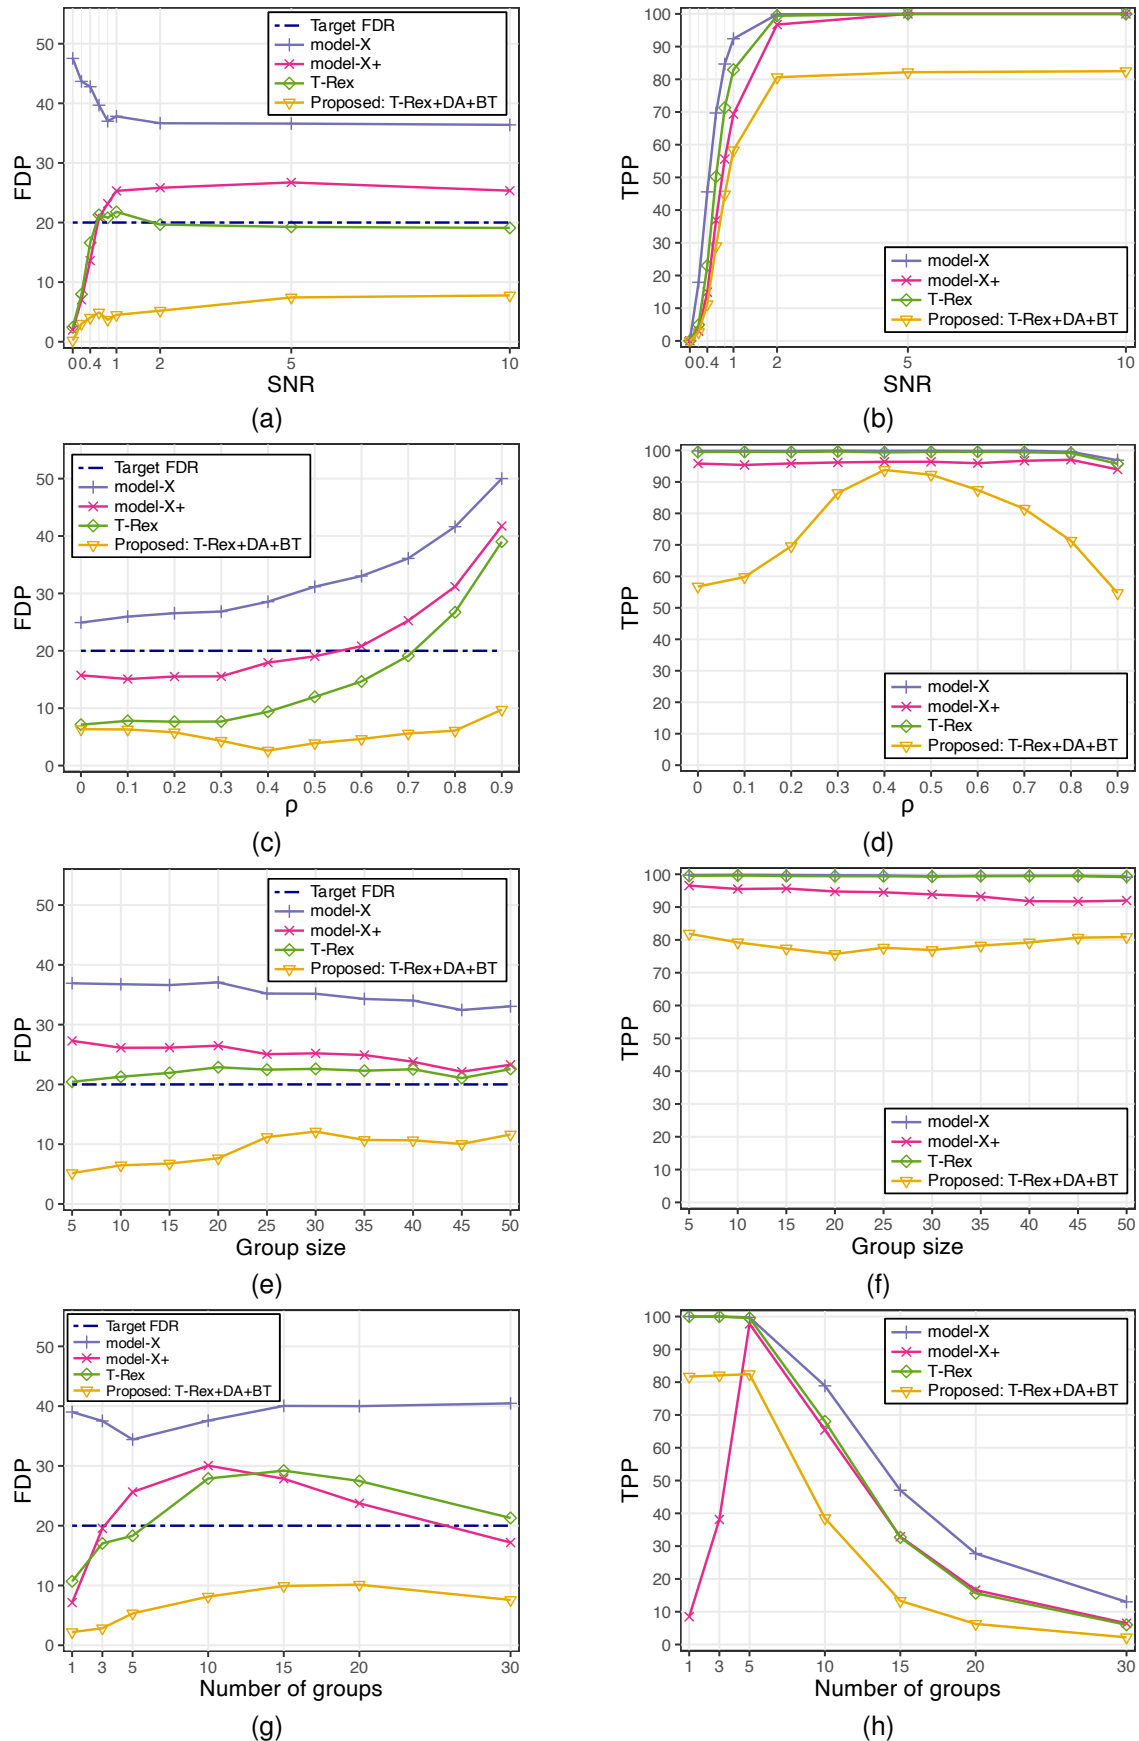 50
40
30
20
10
0
FDP
Target FDR
model-X
model-X+
T-Rex
Proposed: T-Rex+DA+BT
0 0.4 1 2 5 10
SNR
(a)
100
90
80
70
60
50
40
30
20
10
0
TPP
model-X
model-X+
T-Rex
Proposed: T-Rex+DA+BT
0 0.4 1 2 5 10
SNR
(b)
50
40
30
20
10
0
FDP
Target FDR
model-X
model-X+
T-Rex
Proposed: T-Rex+DA+BT
0 0.1 0.2 0.3 0.4 0.5 0.6 0.7 0.8 0.9
ρ
(c)
100
90
80
70
60
50
40
30
20
10
0
TPP
model-X
model-X+
T-Rex
Proposed: T-Rex+DA+BT
0 0.1 0.2 0.3 0.4 0.5 0.6 0.7 0.8 0.9
ρ
(d)
50
40
30
20
10
0
FDP
Target FDR
model-X
model-X+
T-Rex
Proposed: T-Rex+DA+BT
5 10 15 20 25 30 35 40 45 50
Group size
(e)
100
90
80
70
60
50
40
30
20
10
0
TPP
model-X
model-X+
T-Rex
Proposed: T-Rex+DA+BT
5 10 15 20 25 30 35 40 45 50
Group size
(f)
50
40
30
20
10
0
FDP
Target FDR
model-X
model-X+
T-Rex
Proposed: T-Rex+DA+BT
1 3 5 10 15 20 30
Number of groups
(g)
100
90
80
70
60
50
40
30
20
10
0
TPP
model-X
model-X+
T-Rex
Proposed: T-Rex+DA+BT
1 3 5 10 15 20 30
Number of groups
(h)